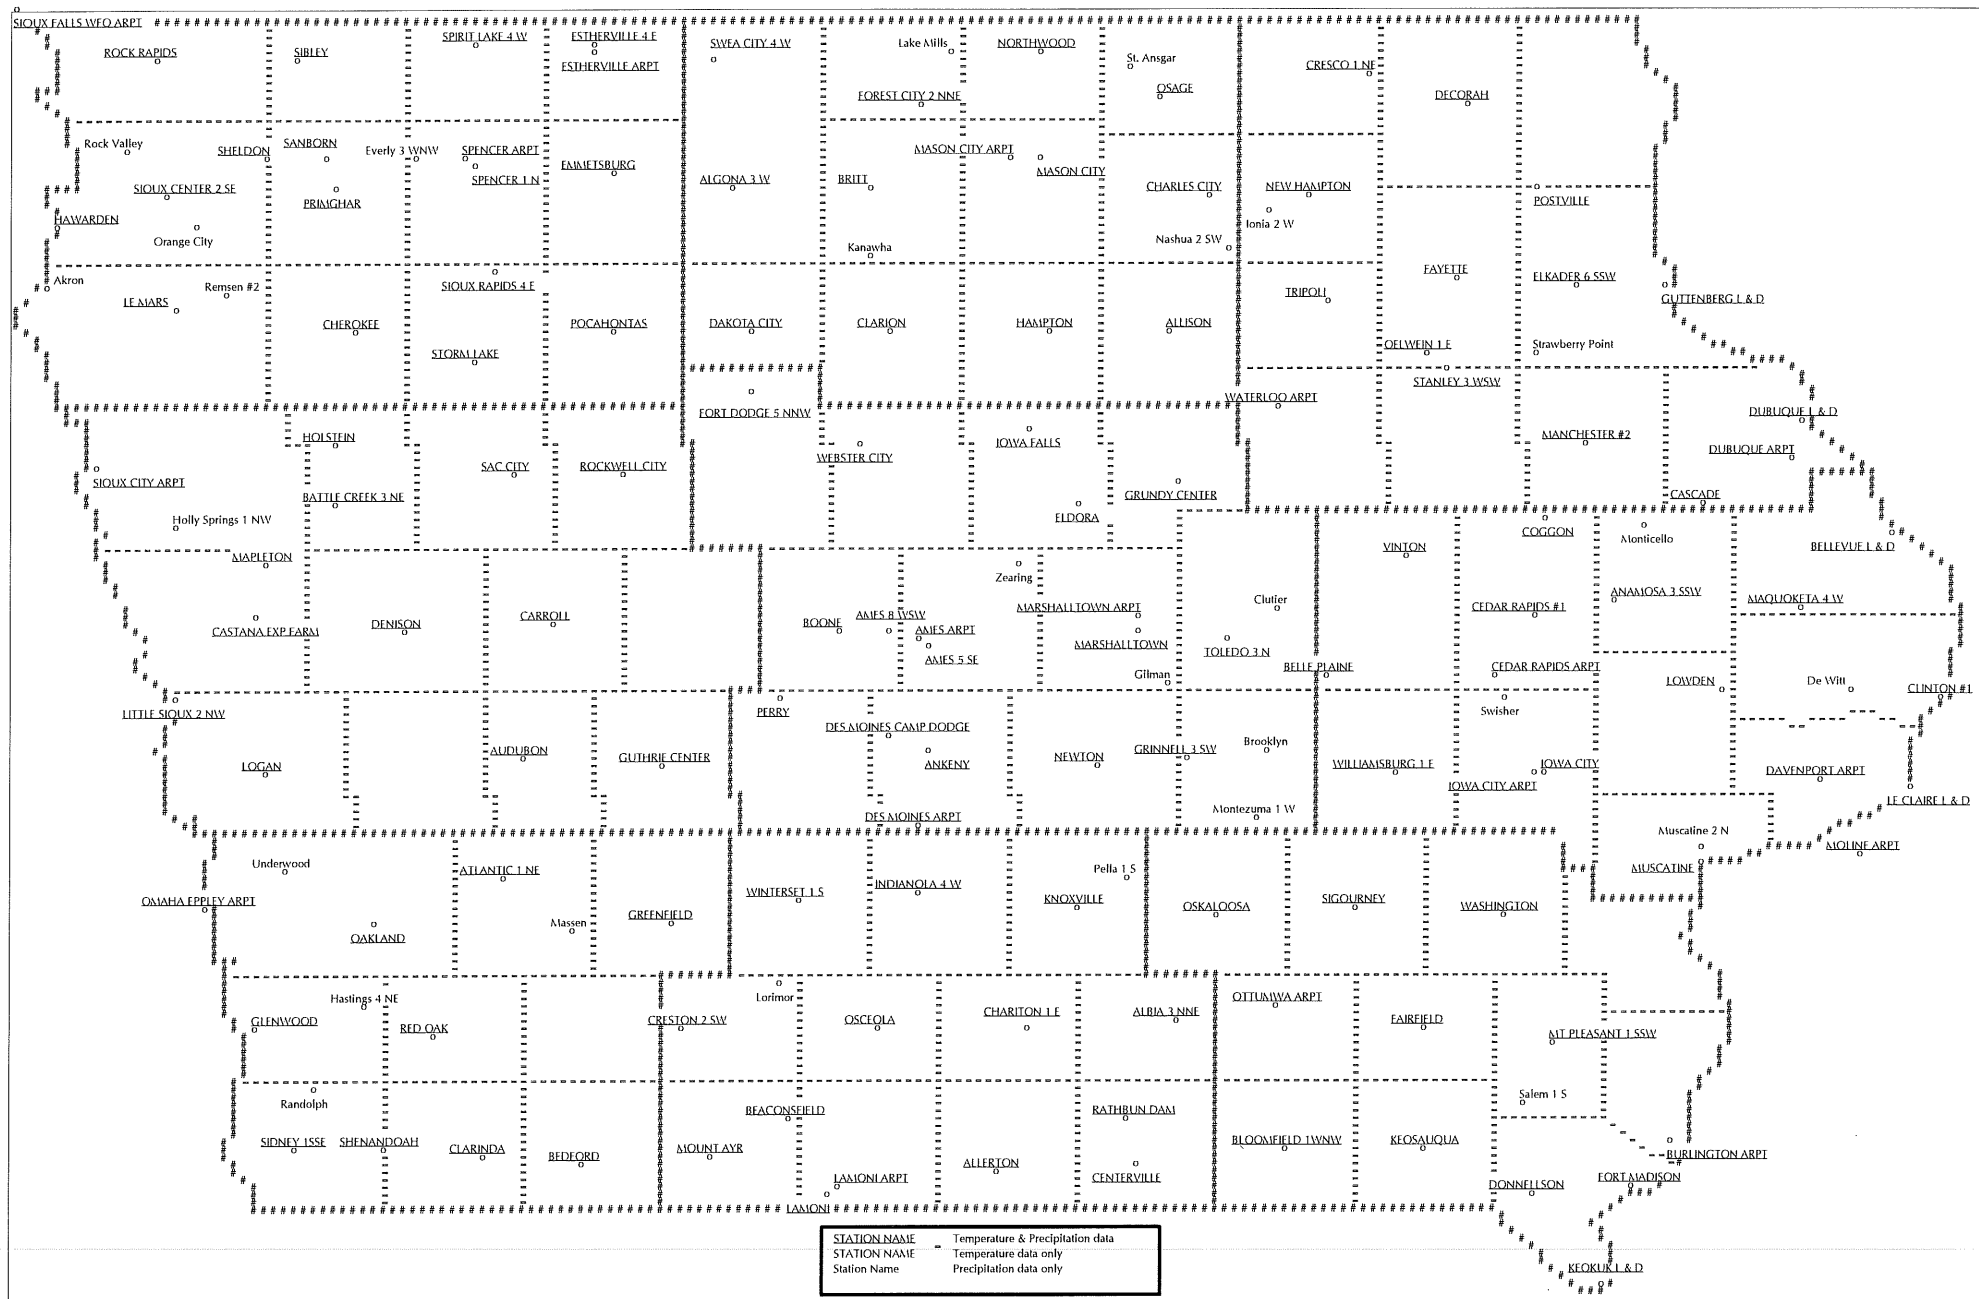 SIOUX FALLS WFO ARPT
ROCK RAPIDS
SIBLEY
SPIRIT LAKE 4 W
ESTHERVILLE 4 E
ESTHERVILLE ARPT
SWEA CITY 4 W
Lake Mills
NORTHWOOD
St. Ansgar
OSAGE
CRESCO 1 NE
DECORAH
FOREST CITY 2 NNE
Rock Valley
SHELDON
SANBORN
Everly 3 WNW
SPENCER ARPT
SPENCER 1 N
EMMETSBURG
ALGONA 3 W
BRITT
MASON CITY ARPT
MASON CITY
CHARLES CITY
NEW HAMPTON
POSTVILLE
SIOUX CENTER 2 SE
PRIMGHAR
HAWARDEN
Orange City
Kanawha
Nashua 2 SW
Ionia 2 W
Akron
LE MARS
Remsen #2
SIOUX RAPIDS 4 E
CHEROKEE
STORM LAKE
POCAHONTAS
DAKOTA CITY
CLARION
HAMPTON
ALLISON
TRIPOLI
FAYETTE
ELKADER 6 SSW
GUTTENBERG L & D
OELWEIN 1 E
Strawberry Point
STANLEY 3 WSW
WATERLOO ARPT
FORT DODGE 5 NNW
DUBUQUE L & D
DUBUQUE ARPT
MANCHESTER #2
HOLSTEIN
SAC CITY
ROCKWELL CITY
WEBSTER CITY
IOWA FALLS
SIOUX CITY ARPT
BATTLE CREEK 3 NE
GRUNDY CENTER
ELDORA
CASCADE
Holly Springs 1 NW
MAPLETON
VINTON
COGGON
Monticello
BELLEVUE L & D
Zearing
CASTANA EXP FARM
DENISON
CARROLL
BOONE
AMES 8 WSW
AMES ARPT
AMES 5 SE
MARSHALLTOWN ARPT
MARSHALLTOWN
Gilman
Clutier
TOLEDO 3 N
BELLE PLAINE
CEDAR RAPIDS #1
CEDAR RAPIDS ARPT
ANAMOSA 3 SSW
MAQUOKETA 4 W
LOWDEN
De Witt
CLINTON #1
LITTLE SIOUX 2 NW
PERRY
DES MOINES CAMP DODGE
ANKENY
Swisher
LOGAN
AUDUBON
GUTHRIE CENTER
NEWTON
GRINNELL 3 SW
Brooklyn
WILLIAMSBURG 1 E
IOWA CITY
IOWA CITY ARPT
DAVENPORT ARPT
LE CLAIRE L & D
DES MOINES ARPT
Montezuma 1 W
Muscatine 2 N
MUSCATINE
MOLINE ARPT
Underwood
ATLANTIC 1 NE
OMAHA EPPLEY ARPT
OAKLAND
Massen
GREENFIELD
WINTERSET 1 S
INDIANOLA 4 W
KNOXVILLE
Pella 1 S
OSKALOOSA
SIGOURNEY
WASHINGTON
Hastings 4 NE
GLENWOOD
RED OAK
CRESTON 2 SW
Lorimor
OSCEOLA
CHARITON 1 E
ALBIA 3 NNE
OTTUMWA ARPT
FAIRFIELD
MT PLEASANT 1 SSW
Salem 1 S
Randolph
SIDNEY 1SSE
SHENANDOAH
CLARINDA
BEDFORD
MOUNT AYR
BEACONSFIELD
LAMONI ARPT
LAMONI
ALLERTON
RATHBUN DAM
CENTERVILLE
BLOOMFIELD 1WNW
KEOSAUQUA
BURLINGTON ARPT
DONNELLSON
FORT MADISON
KEOKUK L & D
STATION NAME = Temperature & Precipitation data
STATION NAME Temperature data only
Station Name Precipitation data only